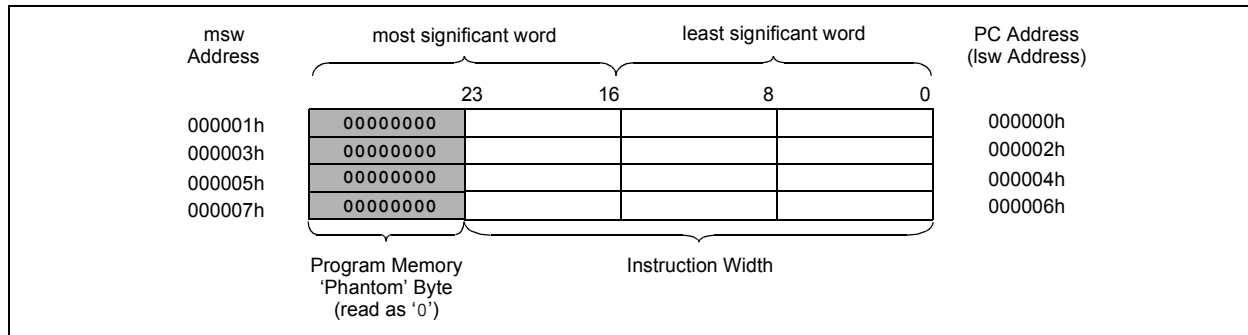 msw
Address
most significant word
least significant word
PC Address
(lsw Address)
23
16
8
0
000001h
00000000
000000h
000003h
00000000
000002h
000005h
00000000
000004h
000007h
00000000
000006h
Program Memory
‘Phantom’ Byte
(read as ‘0’)
Instruction Width